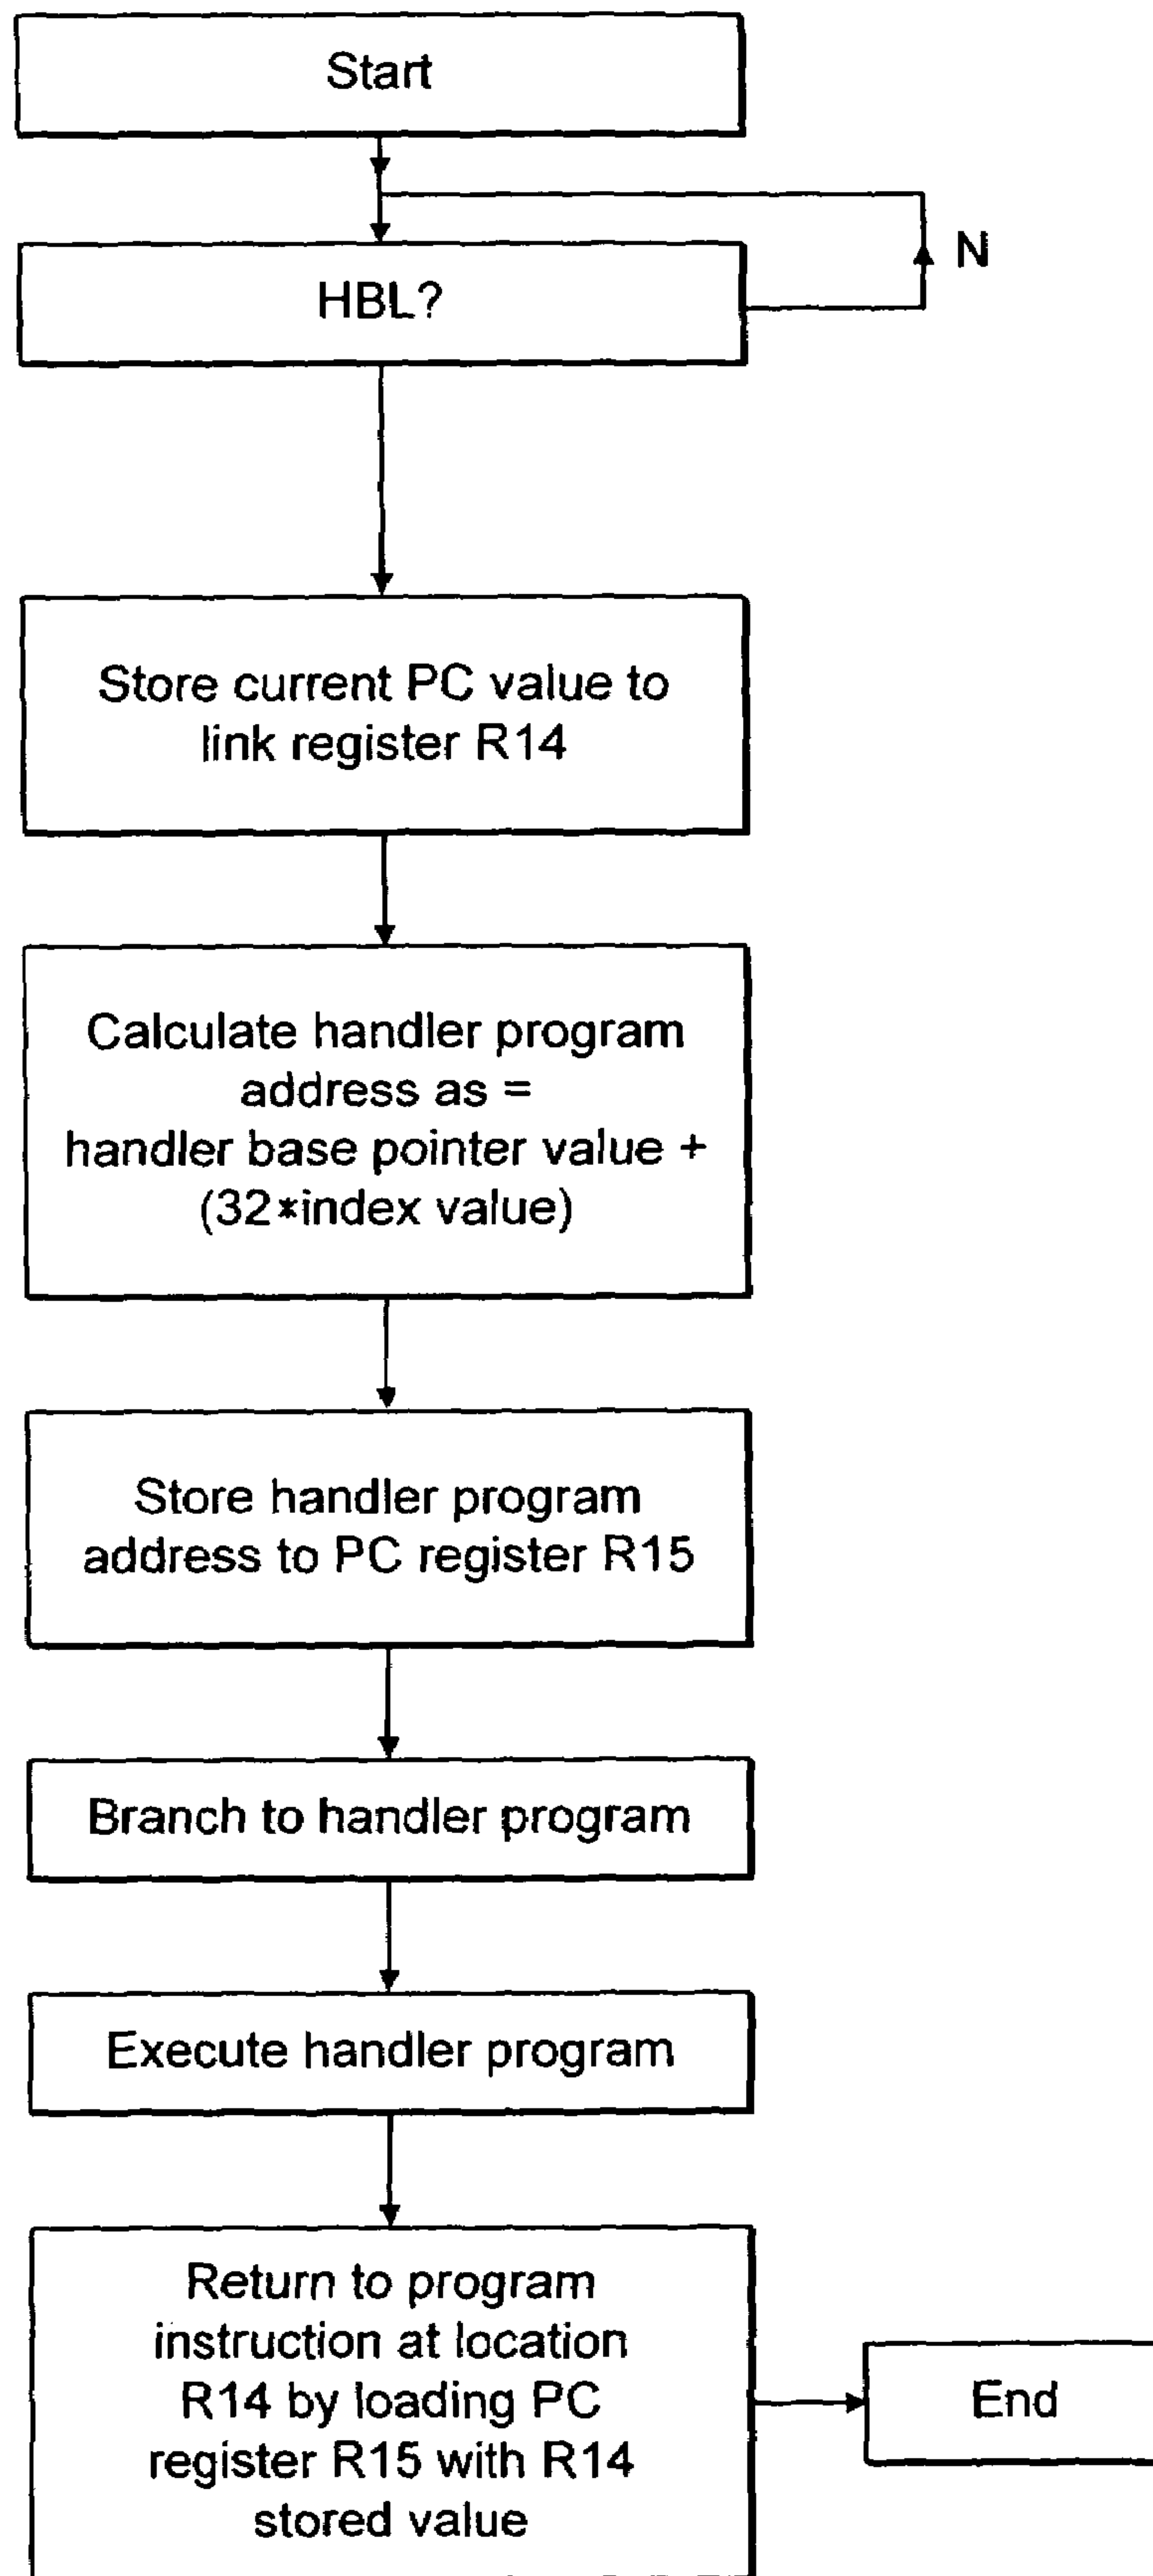 Start
N
HBL?
Store current PC value to
link register R14
Calculate handler program
address as =
handler base pointer value +
(32*index value)
Store handler program
address to PC register R15
Branch to handler program
Execute handler program
Return to program
instruction at location
R14 by loading PC
register R15 with R14
stored value
End